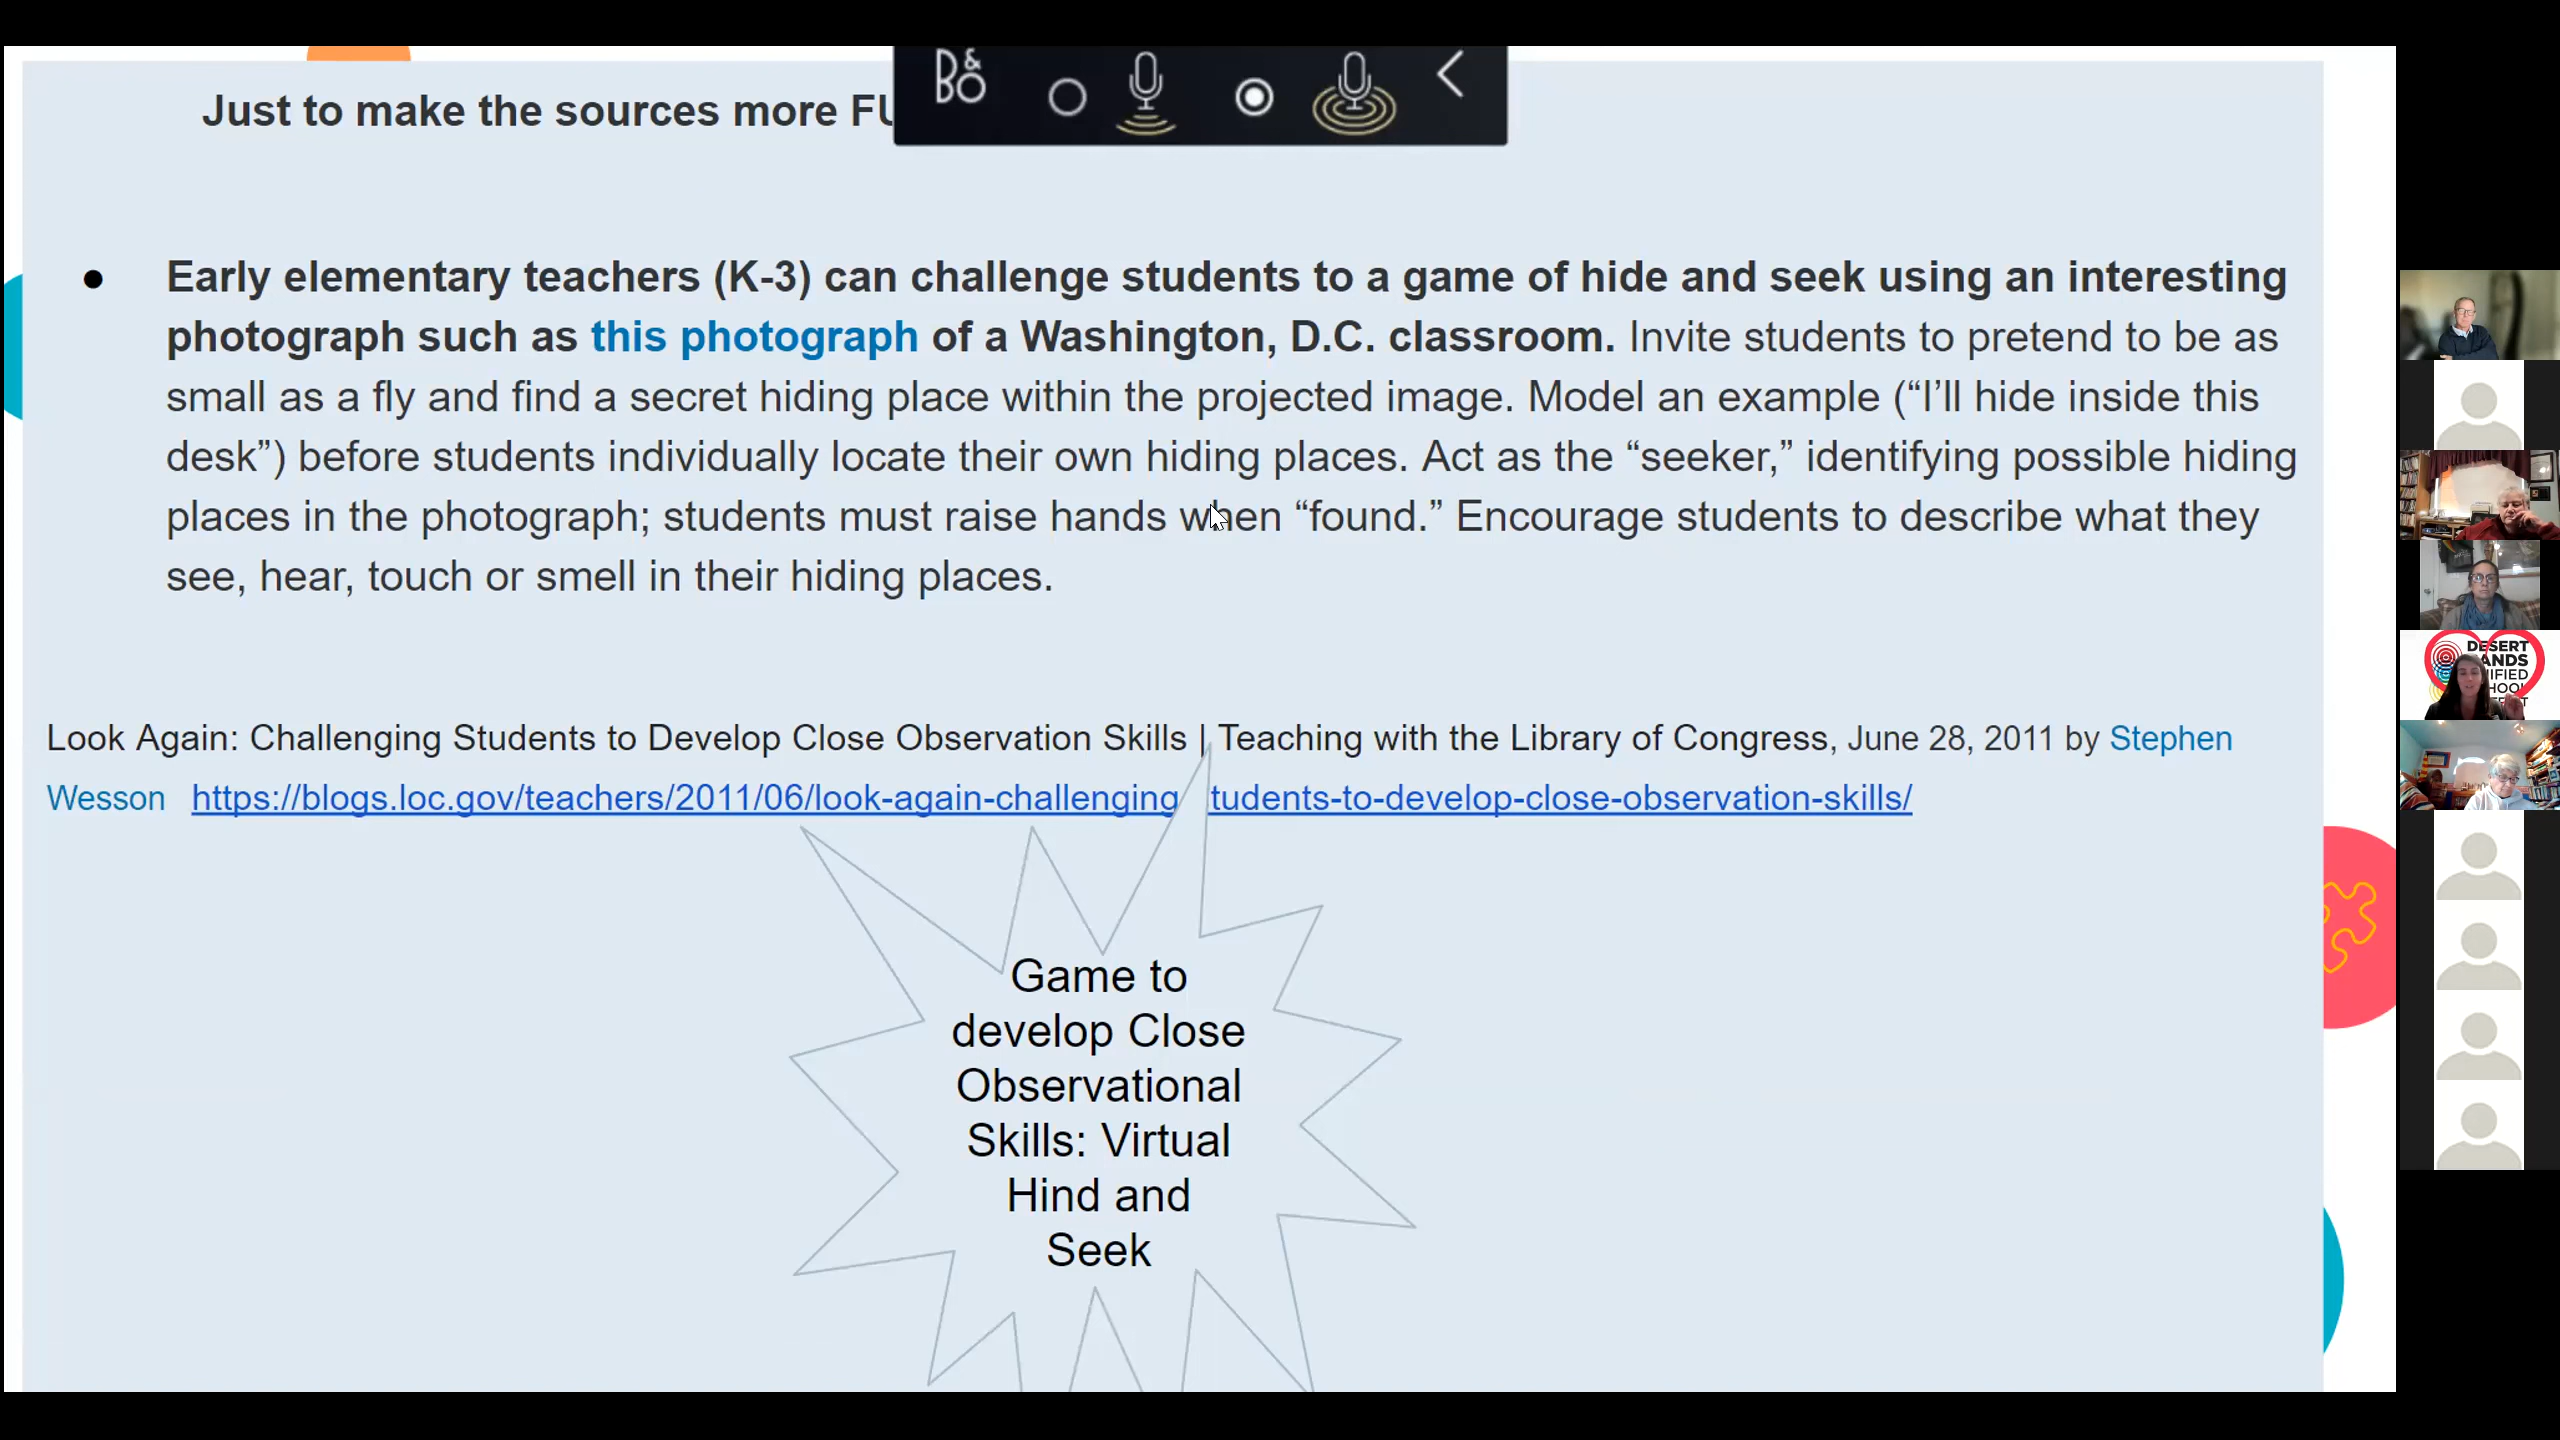 B&O
Just to make the sources more
● Early elementary teachers (K-3) can challenge students to a game of hide and seek using an interesting
photograph such as this photograph of a Washington, D.C. classroom. Invite students to pretend to be as
small as a fly and find a secret hiding place within the projected image. Model an example (“I’ll hide inside this
desk”) before students individually locate their own hiding places. Act as the “seeker,” identifying possible hiding
places in the photograph; students must raise hands when “found.” Encourage students to describe what they
see, hear, touch or smell in their hiding places.
Look Again: Challenging Students to Develop Close Observation Skills | Teaching with the Library of Congress, June 28, 2011 by Stephen
Wesson https://blogs.loc.gov/teachers/2011/06/look-again-challenging tudents-to-develop-close-observation-skills/
Game to
develop Close
Observational
Skills: Virtual
Hind and
Seek
DESERT